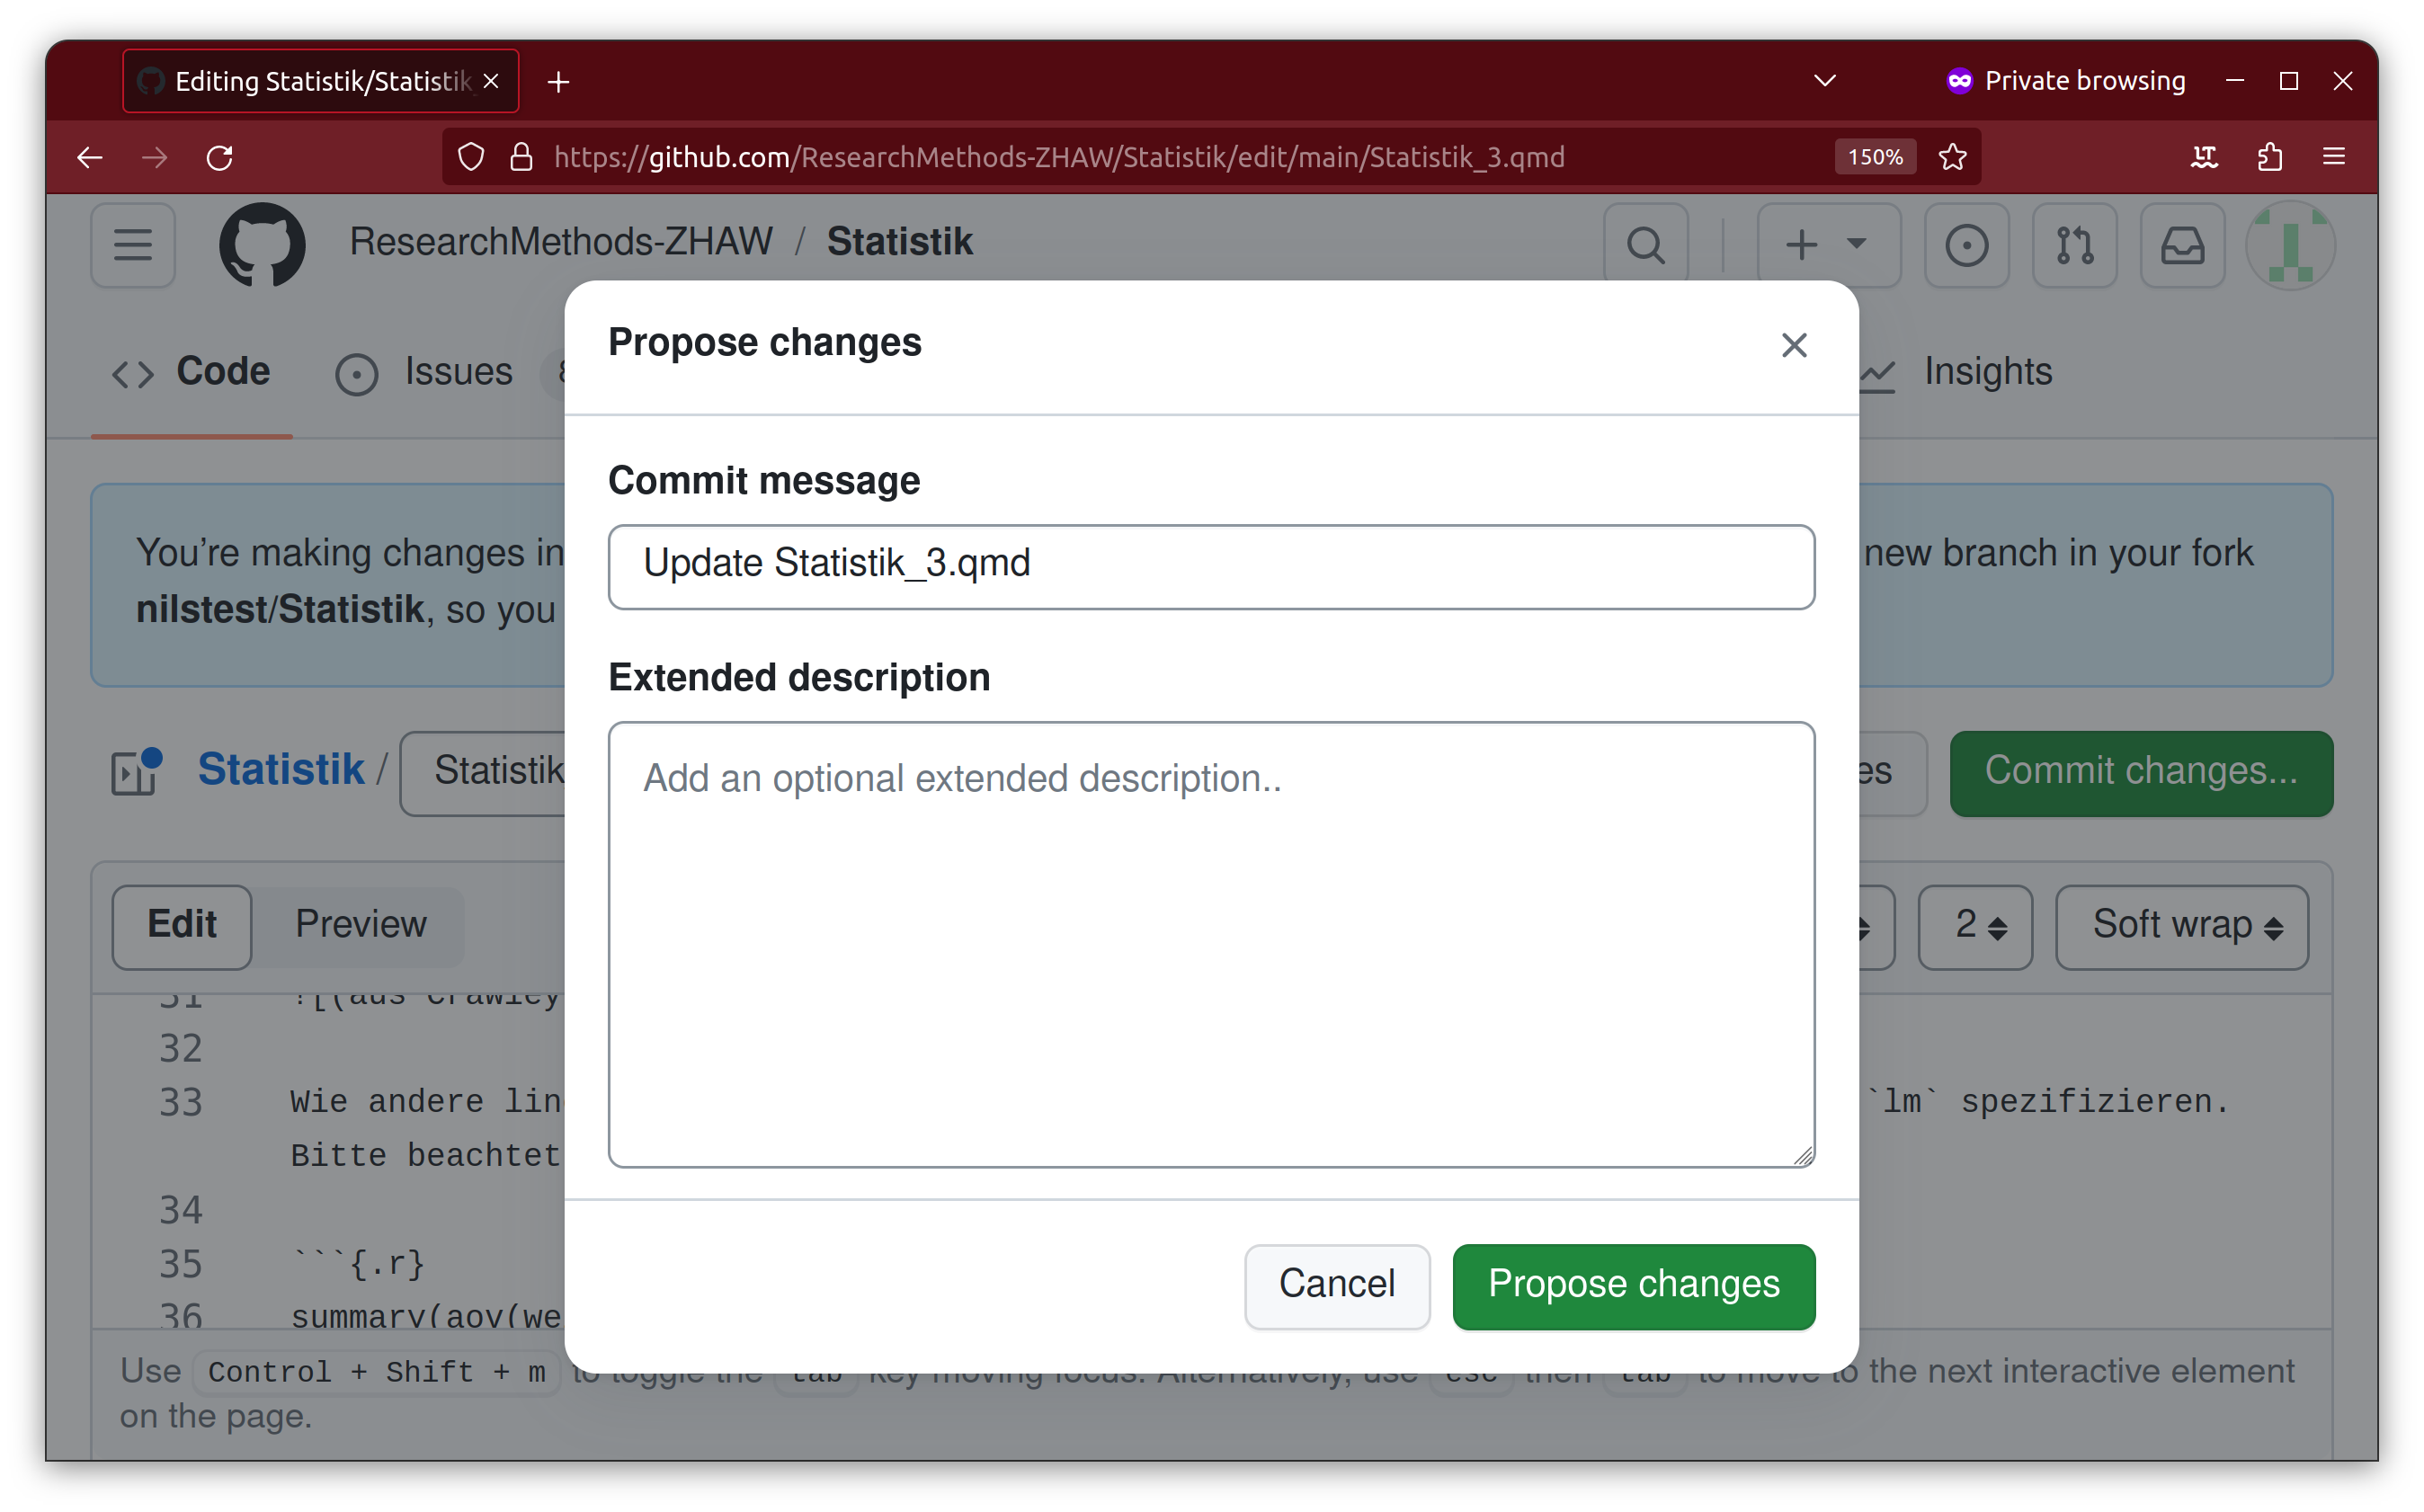 Editing Statistik/Statistik
Private browsing
https://github.com/ResearchMethods-ZHAW/Statistik/edit/main/Statistik_3.qmd
150%
ResearchMethods-ZHAW / Statistik
Code
Issues
Insights
Propose changes
Commit message
Update Statistik_3.qmd
You’re making changes in
new branch in your fork
nilstest/Statistik, so you
Extended description
Add an optional extended description..
Statistik /
Statistik
Commit changes...
Edit
Preview
2
Soft wrap
31 ![(aus Crawley
32
33 Wie andere lin
`lm` spezifizieren.
Bitte beachtet
34
35 ```{.r}
36 summary(aov(we
Cancel
Propose changes
Use Control + Shift + m to toggle the tab key moving focus. Alternatively, use esc then tab to move to the next interactive element
on the page.